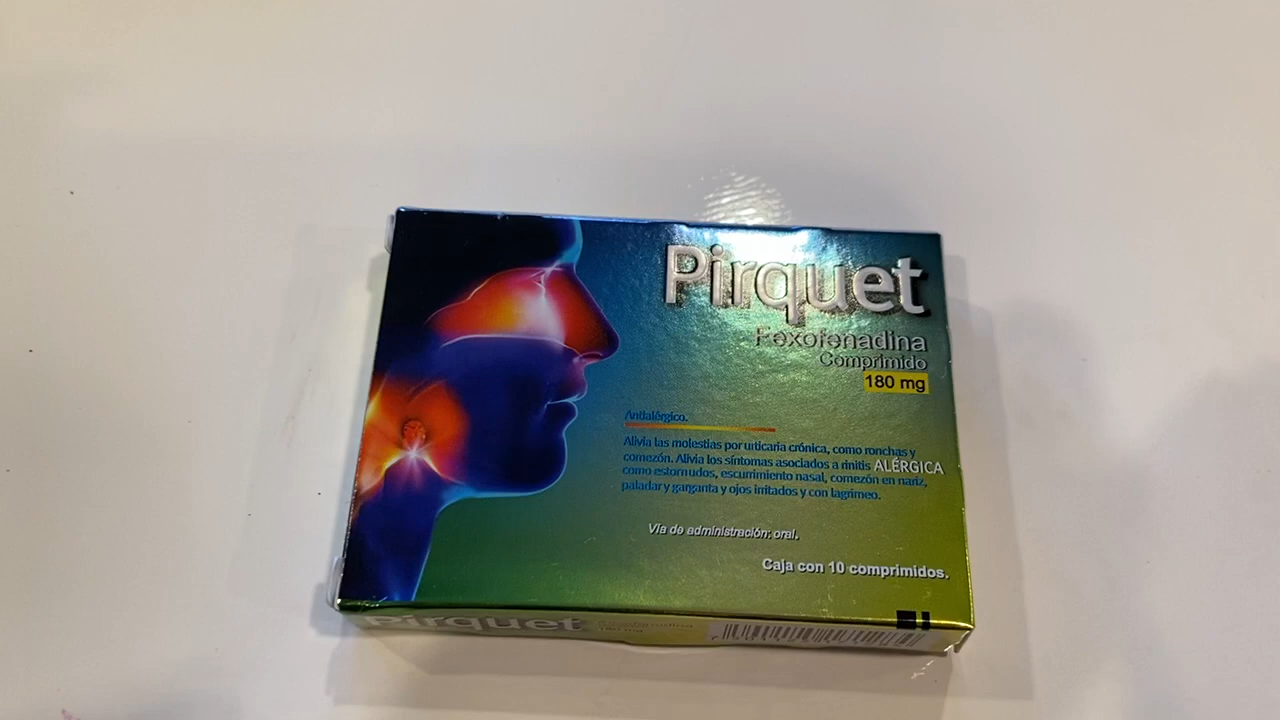 Pirquet
Fexofenadina
Comprimido
180 mg
Antialérgico.
Alivia las molestias por urticaria crónica, como ronchas y
comezón. Alivia los síntomas asociados a rinitis ALÉRGICA
como estornudos, escurrimiento nasal, comezón en nariz,
paladar y garganta y ojos irritados y con lagrimeo.
Vía de administración: oral.
Caja con 10 comprimidos.
Pirquet
180 mg